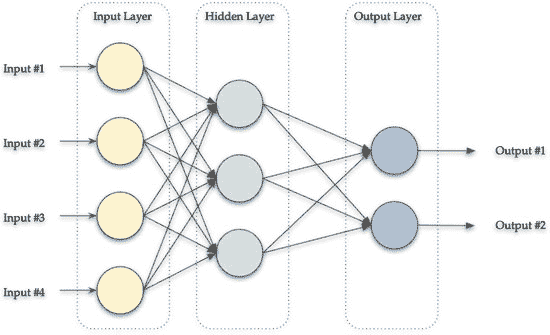 Input Layer
Hidden Layer
Output Layer
Input #1
Input #2
Input #3
Input #4
Output #1
Output #2